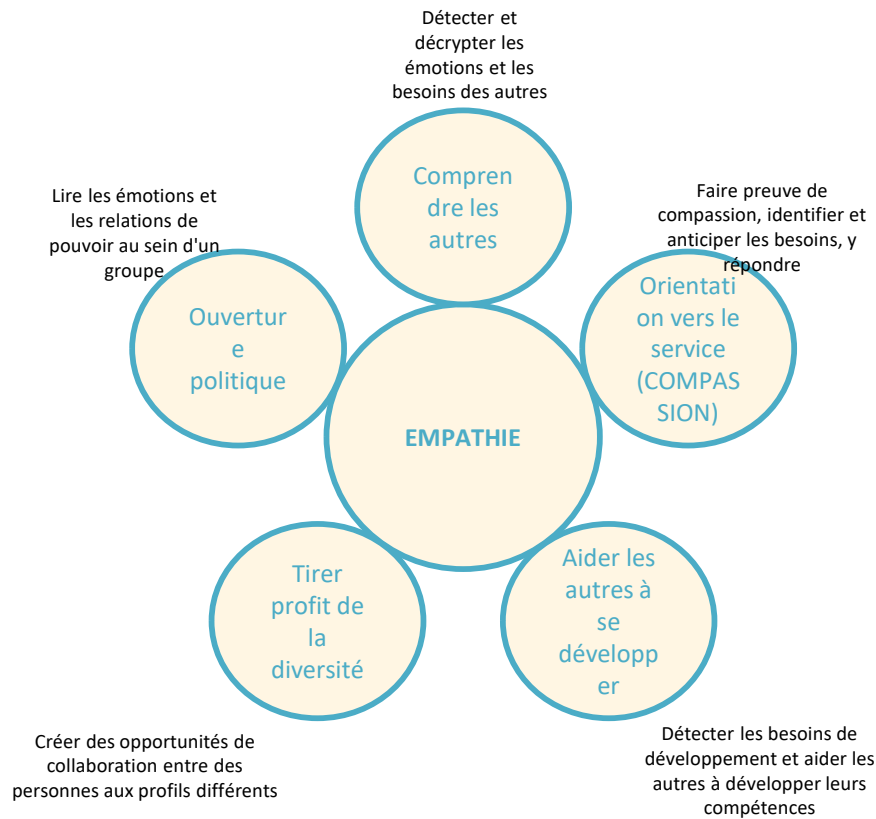 Détecter et
décrypter les
émotions et les
besoins des autres
Compren
dre les
autres
Lire les émotions et
les relations de
pouvoir au sein d'un
groupe
Ouvertur
e
politique
Faire preuve de
compassion, identifier et
anticiper les besoins, y
répondre
Orientati
on vers le
service
(COMPAS
SION)
EMPATHIE
Tirer
profit de
la
diversité
Créer des opportunités de
collaboration entre des
personnes aux profils différents
Aider les
autres à
se
développ
er
Détecter les besoins de
développement et aider les
autres à développer leurs
compétences